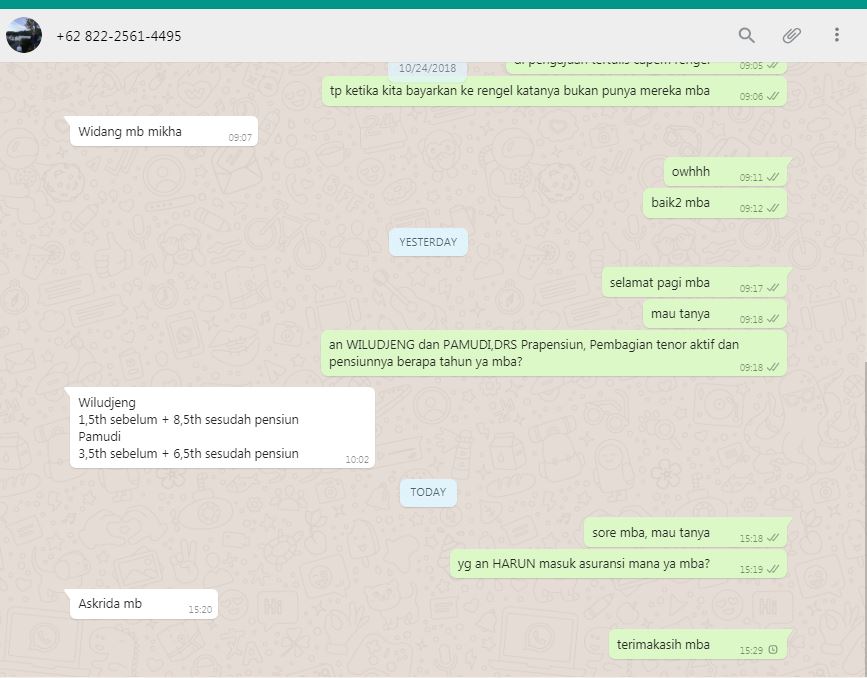 +62 822-2561-4495
di pengajuan tertulis capem rengel
09:05
10/24/2018
tp ketika kita bayarkan ke rengel katanya bukan punya mereka mba
09:06
Widang mb mikha
09:07
owhhh
09:11
baik2 mba
09:12
YESTERDAY
selamat pagi mba
09:17
mau tanya
09:18
an WILUDJENG dan PAMUDI,DRS Prapensiun, Pembagian tenor aktif dan
pensiunnya berapa tahun ya mba?
09:18
Wiludjeng
1,5th sebelum + 8,5th sesudah pensiun
Pamudi
3,5th sebelum + 6,5th sesudah pensiun
10:02
TODAY
sore mba, mau tanya
15:18
yg an HARUN masuk asuransi mana ya mba?
15:19
Askrida mb
15:20
terimakasih mba
15:29